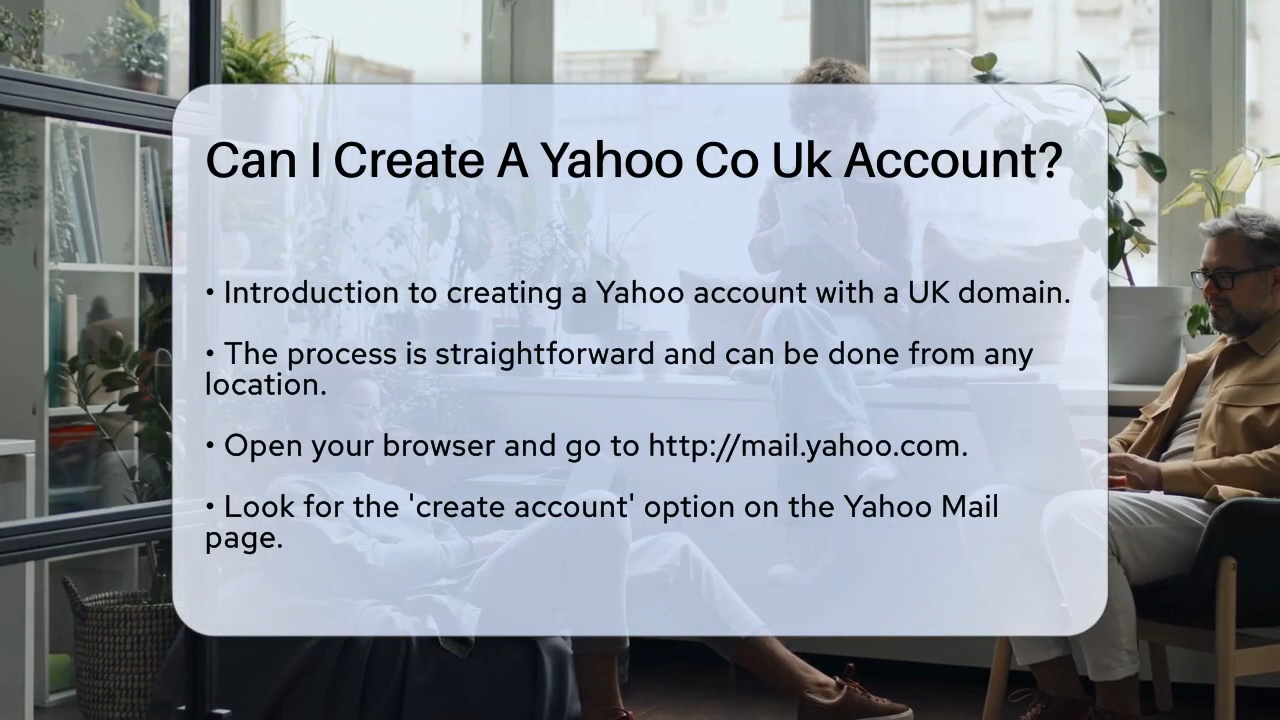 Can I Create A Yahoo Co Uk Account?
• Introduction to creating a Yahoo account with a UK domain.
• The process is straightforward and can be done from any
location.
• Open your browser and go to http://mail.yahoo.com.
• Look for the 'create account' option on the Yahoo Mail
page.